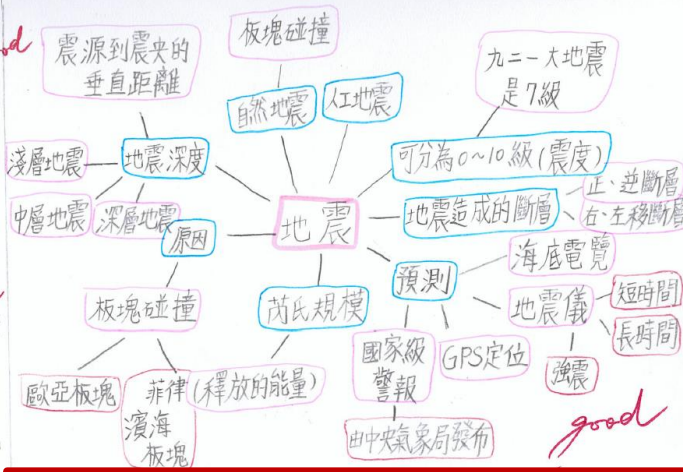 板塊碰撞
震源到震央的
垂直距離
九二一大地震
是7級
自然地震
人工地震
淺層地震
地震深度
可分為0~10級(震度)
中層地震
深層地震
地震
地震造成的斷層
正、逆斷層
右、左移斷層
原因
海底電覽
預測
板塊碰撞
芮氏規模
地震儀
短時間
長時間
國家級
警報
GPS定位
強震
歐亞板塊
菲律
濱海
板塊
(釋放的能量)
由中央氣象局發布
good